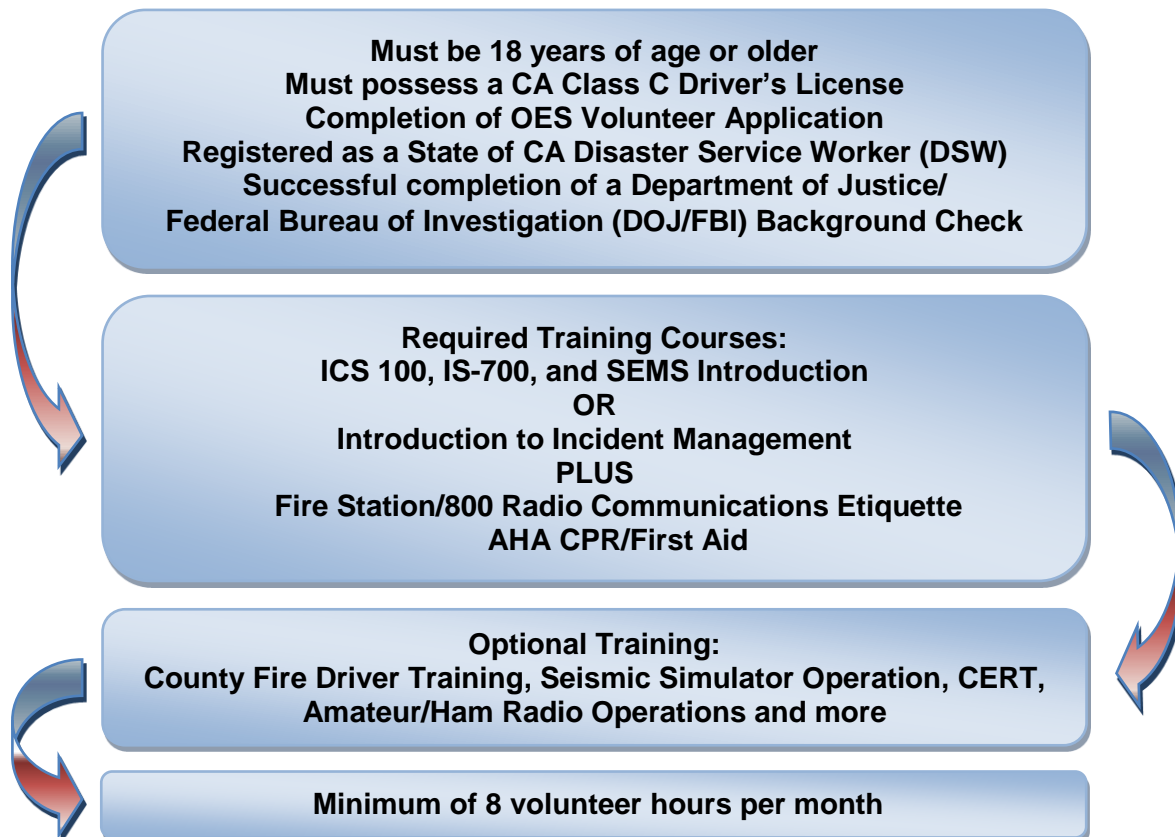 Must be 18 years of age or older
Must possess a CA Class C Driver's License
Completion of OES Volunteer Application
Registered as a State of CA Disaster Service Worker (DSW)
Successful completion of a Department of Justice/
Federal Bureau of Investigation (DOJ/FBI) Background Check
Required Training Courses:
ICS 100, IS-700, and SEMS Introduction
OR
Introduction to Incident Management
PLUS
Fire Station/800 Radio Communications Etiquette
AHA CPR/First Aid
Optional Training:
County Fire Driver Training, Seismic Simulator Operation, CERT,
Amateur/Ham Radio Operations and more
Minimum of 8 volunteer hours per month